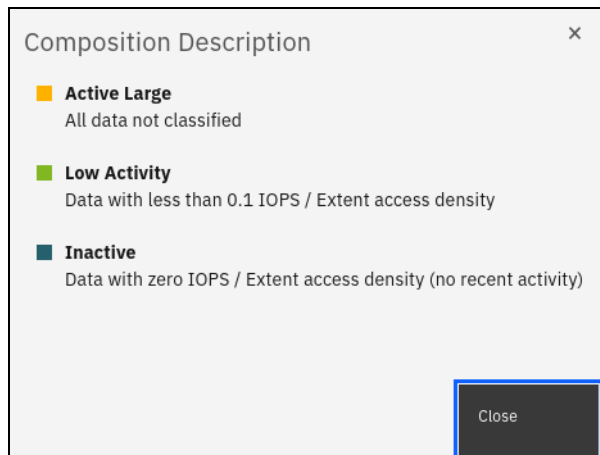 Composition Description
Active Large
All data not classified
Low Activity
Data with less than 0.1 IOPS / Extent access density
Inactive
Data with zero IOPS / Extent access density (no recent activity)
Close